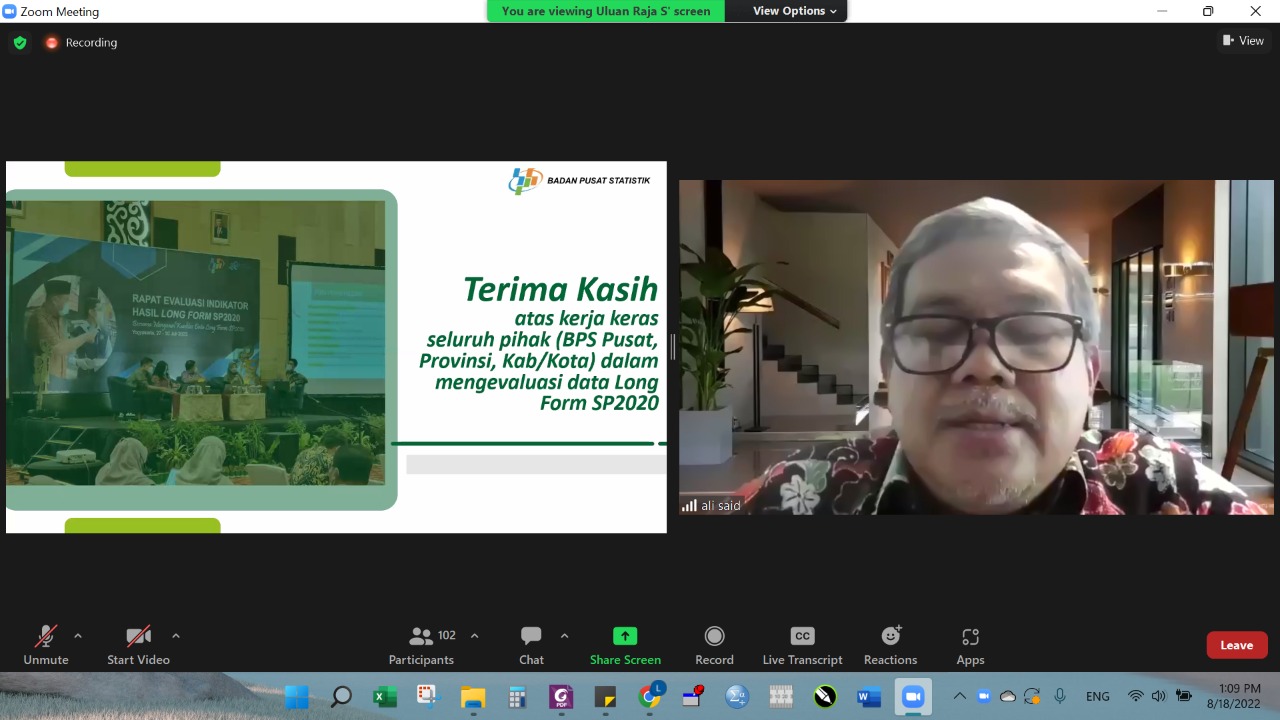 Zoom Meeting
You are viewing Uluan Raja S' screen
View Options
Recording
View
BADAN PUSAT STATISTIK
RAPAT EVALUASI INDIKATOR
HASIL LONG FORM SP2020
Terima Kasih
atas kerja keras
seluruh pihak (BPS Pusat,
Provinsi, Kab/Kota) dalam
mengevaluasi data Long
Form SP2020
ali said
Unmute
Start Video
102
Participants
Chat
Share Screen
Record
CC
Live Transcript
Reactions
Apps
Leave
L
ENG
1:09 PM
8/18/2022